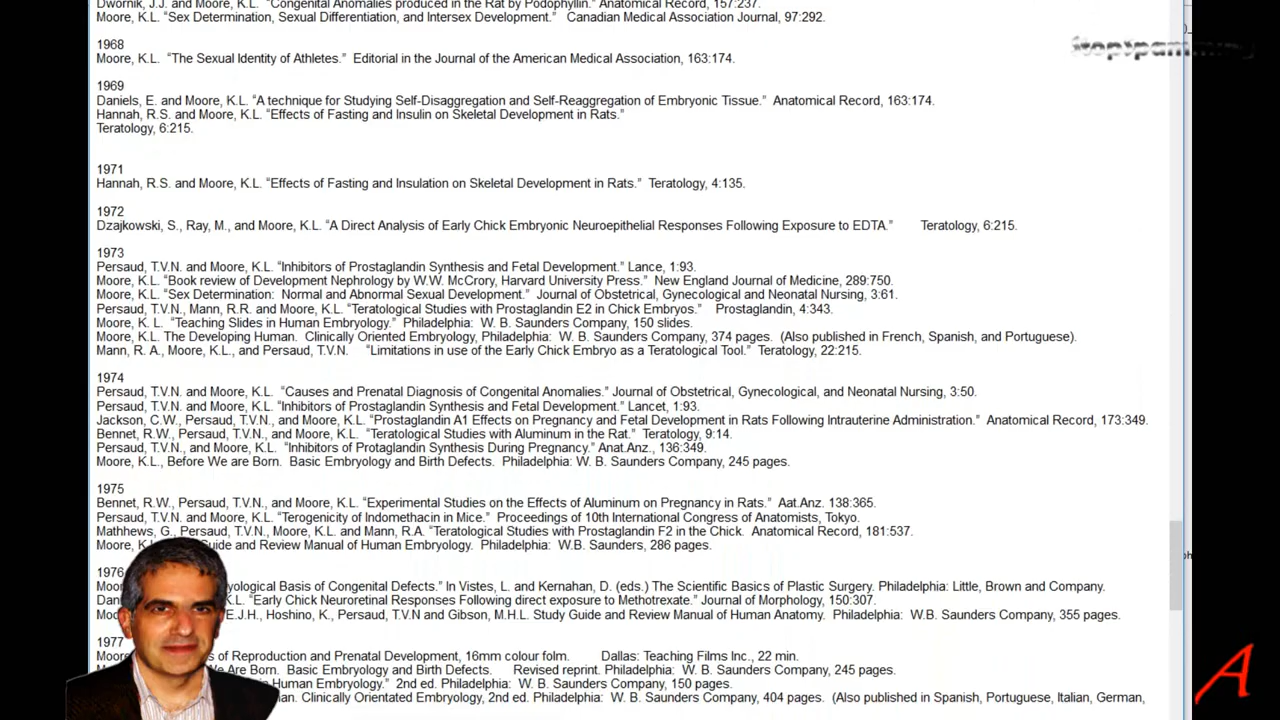 Dwornik, J.J. and Moore, K.L. “Congenital Anomalies produced in the Rat by Podophyllin.” Anatomical Record, 157:237.
Moore, K.L. “Sex Determination, Sexual Differentiation, and Intersex Development.” Canadian Medical Association Journal, 97:292.
1968
Moore, K.L. “The Sexual Identity of Athletes.” Editorial in the Journal of the American Medical Association, 163:174.
1969
Daniels, E. and Moore, K.L. “A technique for Studying Self-Disaggregation and Self-Reaggregation of Embryonic Tissue.” Anatomical Record, 163:174.
Hannah, R.S. and Moore, K.L. “Effects of Fasting and Insulin on Skeletal Development in Rats.”
Teratology, 6:215.
1971
Hannah, R.S. and Moore, K.L. “Effects of Fasting and Insulation on Skeletal Development in Rats.” Teratology, 4:135.
1972
Dzajkowski, S., Ray, M., and Moore, K.L. “A Direct Analysis of Early Chick Embryonic Neuroepithelial Responses Following Exposure to EDTA.” Teratology, 6:215.
1973
Persaud, T.V.N. and Moore, K.L. “Inhibitors of Prostaglandin Synthesis and Fetal Development.” Lance, 1:93.
Moore, K.L. “Book review of Development Nephrology by W.W. McCrory, Harvard University Press.” New England Journal of Medicine, 289:750.
Moore, K.L. “Sex Determination: Normal and Abnormal Sexual Development.” Journal of Obstetrical, Gynecological and Neonatal Nursing, 3:61.
Persaud, T.V.N., Mann, R.R. and Moore, K.L. “Teratological Studies with Prostaglandin E2 in Chick Embryos.” Prostaglandin, 4:343.
Moore, K. L. “Teaching Slides in Human Embryology.” Philadelphia: W. B. Saunders Company, 150 slides.
Moore, K.L. The Developing Human. Clinically Oriented Embryology, Philadelphia: W. B. Saunders Company, 374 pages. (Also published in French, Spanish, and Portuguese).
Mann, R. A., Moore, K.L., and Persaud, T.V.N. “Limitations in use of the Early Chick Embryo as a Teratological Tool.” Teratology, 22:215.
1974
Persaud, T.V.N. and Moore, K.L. “Causes and Prenatal Diagnosis of Congenital Anomalies.” Journal of Obstetrical, Gynecological, and Neonatal Nursing, 3:50.
Persaud, T.V.N. and Moore, K.L. “Inhibitors of Prostaglandin Synthesis and Fetal Development.” Lancet, 1:93.
Jackson, C.W., Persaud, T.V.N., and Moore, K.L. “Prostaglandin A1 Effects on Pregnancy and Fetal Development in Rats Following Intrauterine Administration.” Anatomical Record, 173:349.
Bennet, R.W., Persaud, T.V.N., and Moore, K.L. “Teratological Studies with Aluminum in the Rat.” Teratology, 9:14.
Persaud, T.V.N., and Moore, K.L. “Inhibitors of Protaglandin Synthesis During Pregnancy.” Anat.Anz., 136:349.
Moore, K.L., Before We are Born. Basic Embryology and Birth Defects. Philadelphia: W. B. Saunders Company, 245 pages.
1975
Bennet, R.W., Persaud, T.V.N., and Moore, K.L. “Experimental Studies on the Effects of Aluminum on Pregnancy in Rats.” Aat.Anz. 138:365.
Persaud, T.V.N. and Moore, K.L. “Terogenicity of Indomethacin in Mice.” Proceedings of 10th International Congress of Anatomists, Tokyo.
Mathhews, G., Persaud, T.V.N., Moore, K.L. and Mann, R.A. “Teratological Studies with Prostaglandin F2 in the Chick. Anatomical Record, 181:537.
Moore, Guide and Review Manual of Human Embryology. Philadelphia: W.B. Saunders, 286 pages.
1976
Basis of Congenital Defects.” In Vistes, L. and Kernahan, D. (eds.) The Scientific Basics of Plastic Surgery. Philadelphia: Little, Brown and Company.
K.L. “Early Chick Neuroretinal Responses Following direct exposure to Methotrexate.” Journal of Morphology, 150:307.
E.J.H., Hoshino, K., Persaud, T.V.N and Gibson, M.H.L. Study Guide and Review Manual of Human Anatomy. Philadelphia: W.B. Saunders Company, 355 pages.
1977
of Reproduction and Prenatal Development, 16mm colour folm. Dallas: Teaching Films Inc., 22 min.
We Are Born. Basic Embryology and Birth Defects. Revised reprint. Philadelphia: W. B. Saunders Company, 245 pages.
in Human Embryology.” 2nd ed. Philadelphia: W. B. Saunders Company, 150 pages.
Clinically Oriented Embryology, 2nd ed. Philadelphia: W. B. Saunders Company, 404 pages. (Also published in Spanish, Portuguese, Italian, German,
A